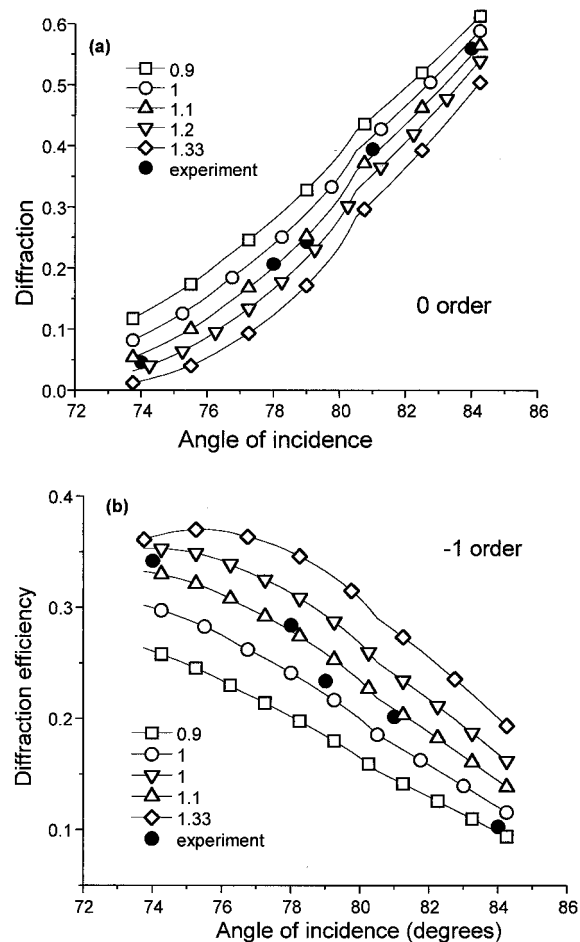 0.6
(a)
0.5
0.9
1
0.4
1.1
1.2
1.33
0.3
experiment
0.2
Diffraction
0 order
0.1
0.0
72 74 76 78 80 82 84 86
Angle of incidence
0.4
(b)
-1 order
0.3
Diffraction efficiency
0.2
0.9
1
1
1.1
1.33
0.1
experiment
72 74 76 78 80 82 84 86
Angle of incidence (degrees)